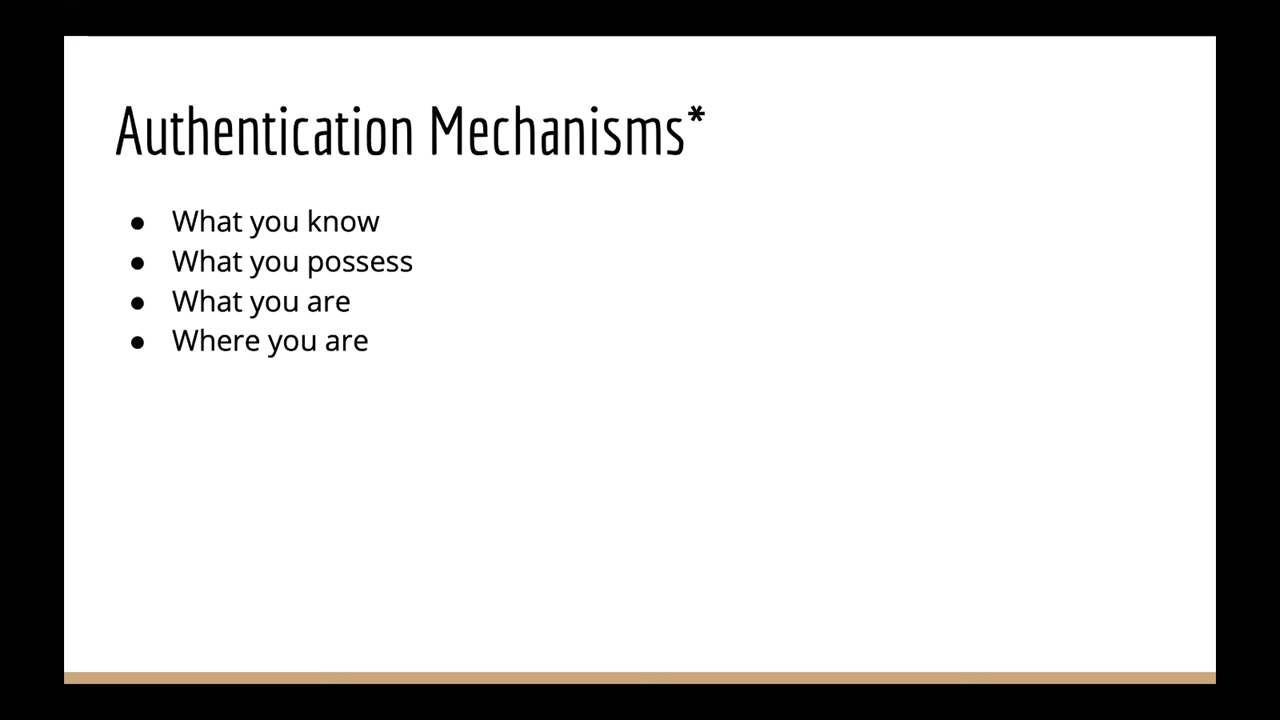 Authentication Mechanisms*
● What you know
● What you possess
● What you are
● Where you are